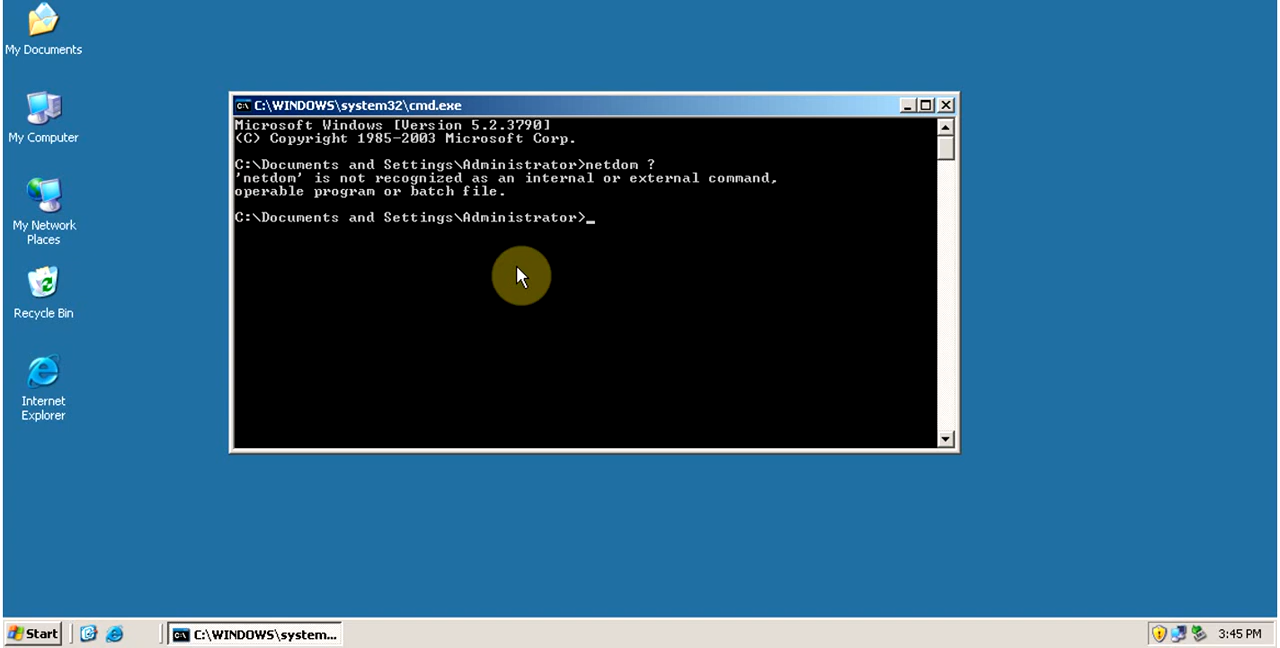 My Documents
My Computer
My Network
Places
Recycle Bin
Internet
Explorer
C:\WINDOWS\system32\cmd.exe
Microsoft Windows [Version 5.2.3790]
(C) Copyright 1985-2003 Microsoft Corp.
C:\Documents and Settings\Administrator>netdom ?
'netdom' is not recognized as an internal or external command,
operable program or batch file.
C:\Documents and Settings\Administrator>_
Start
C:\WINDOWS\system...
3:45 PM